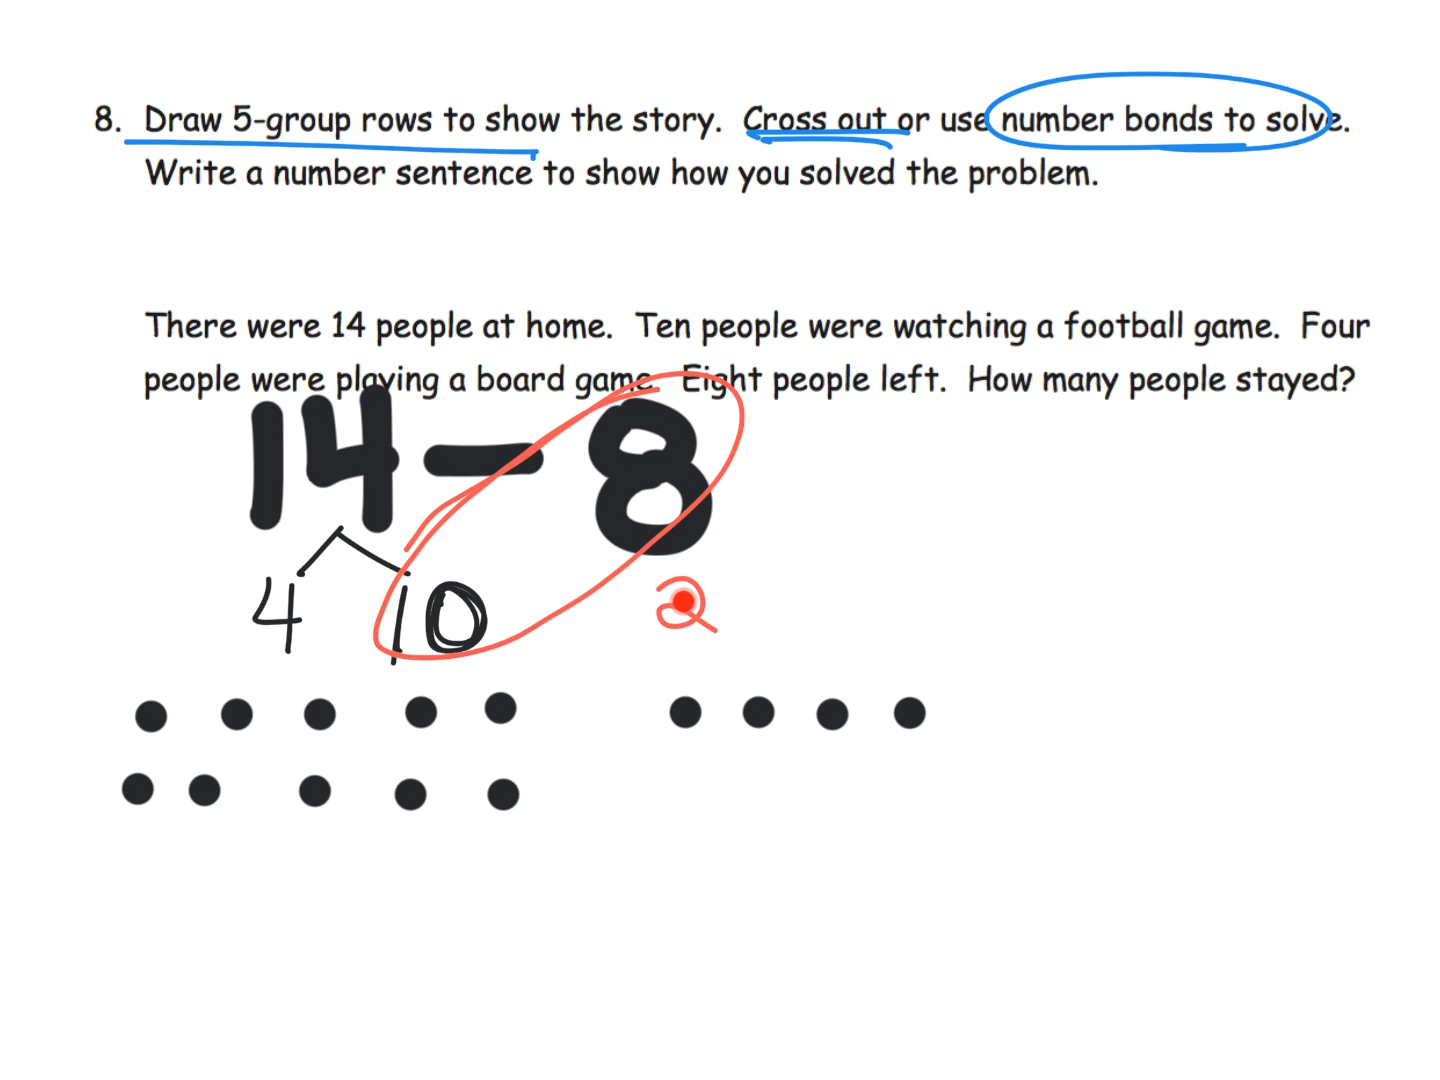 8. Draw 5-group rows to show the story. Cross out or use number bonds to solve.
Write a number sentence to show how you solved the problem.
There were 14 people at home. Ten people were watching a football game. Four
people were playing a board game. Eight people left. How many people stayed?
14 - 8
4 10 2